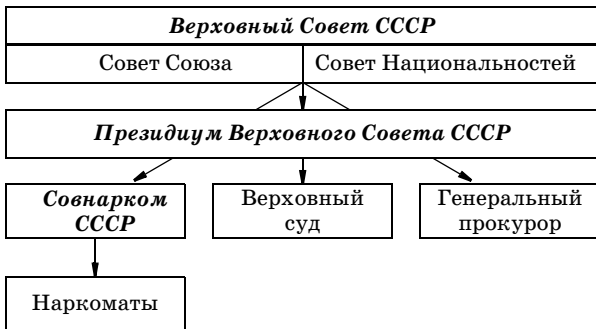 Верховный Совет СССР
Совет Союза Совет Национальностей
Президиум Верховного Совета СССР
Совнарком
СССР
Верховный
суд
Генеральный
прокурор
Наркоматы